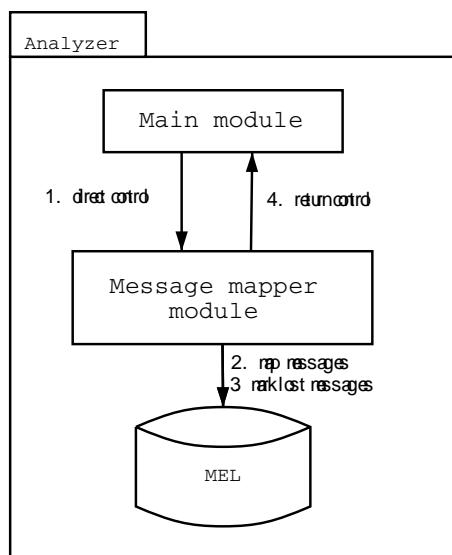 Analyzer
Main module
1. direct control
4. return control
Message mapper
module
2. map messages
3 mark lost messages
MEL